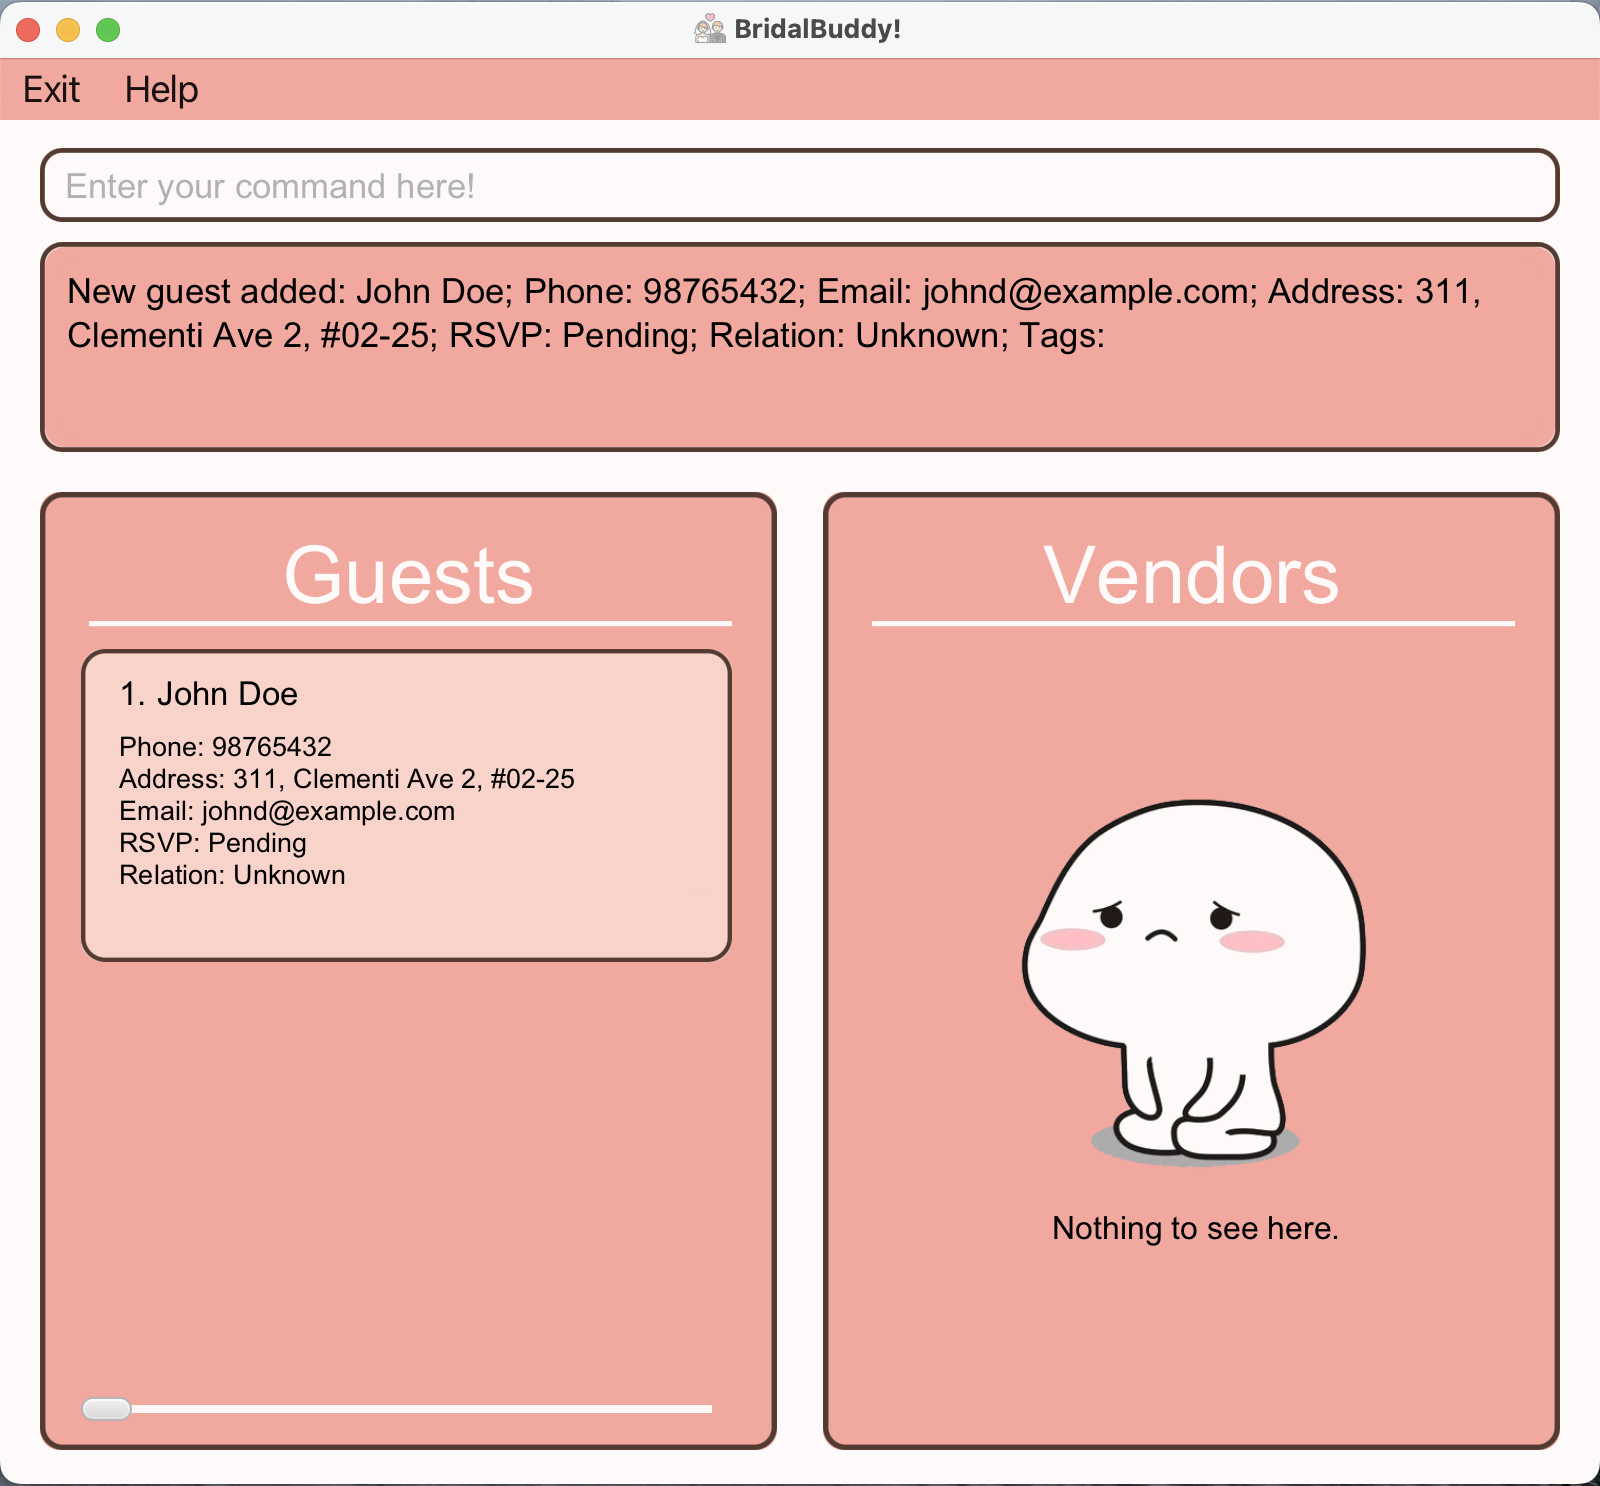 BridalBuddy!
Exit Help
Enter your command here!
New guest added: John Doe; Phone: 98765432; Email: johnd@example.com; Address: 311,
Clementi Ave 2, #02-25; RSVP: Pending; Relation: Unknown; Tags:
Guests
1. John Doe
Phone: 98765432
Address: 311, Clementi Ave 2, #02-25
Email: johnd@example.com
RSVP: Pending
Relation: Unknown
Vendors
Nothing to see here.